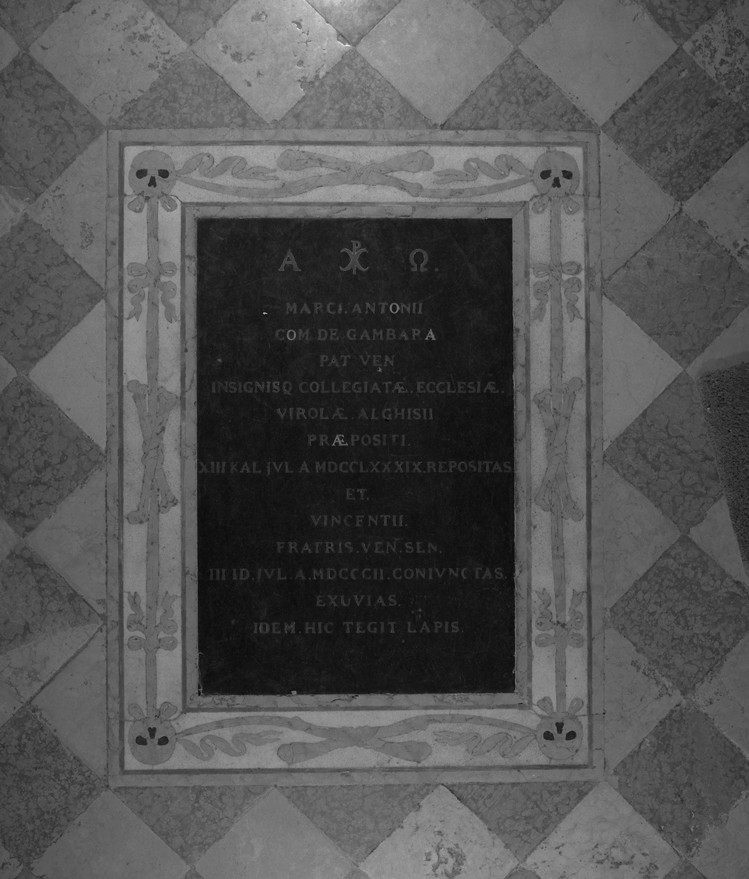 Α ☧ Ω.
MARCI.ANTONII
COM.DE GAMBARA
PAT VEN
INSIGNISQ COLLEGIATÆ.ECCLESIÆ.
VIROLÆ.ALGHISII
PRÆPOSITI.
XIII KAL JVL.A MDCCLXXXIX.REPOSITAS
ET.
VINCENTII.
FRATRIS.VEN.SEN.
III ID.JVL.A.MDCCCII.CONIVNCTAS.
EXUVIAS.
IDEM.HIC TEGIT LAPIS.